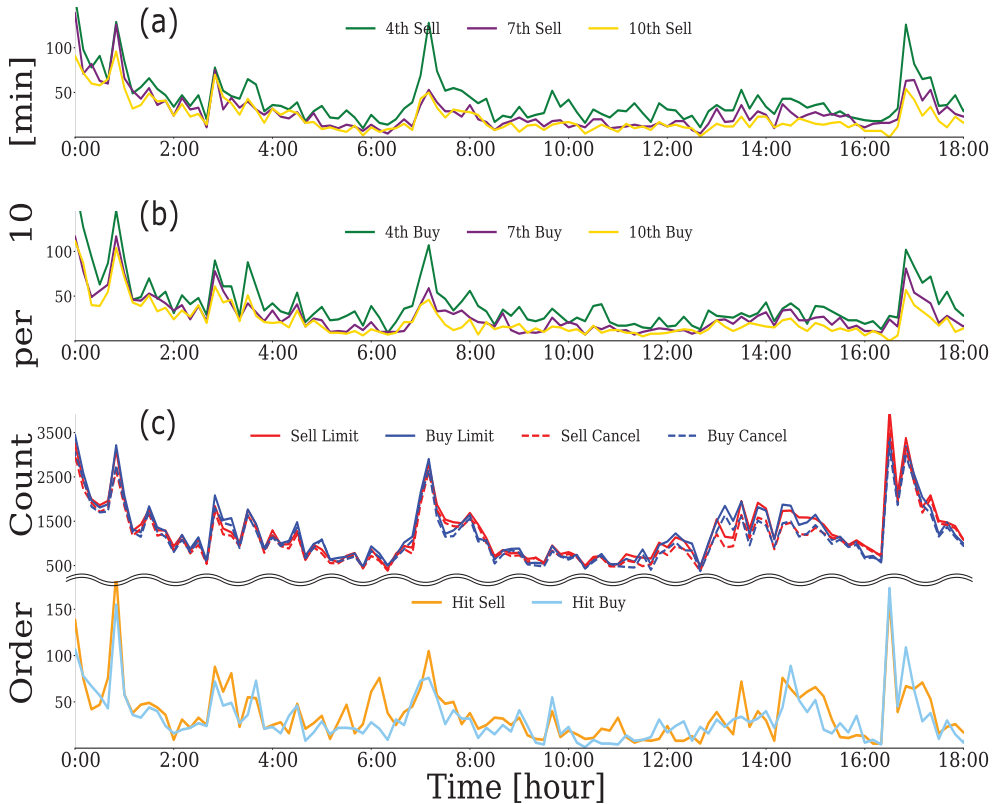 (a)
4th Sell 7th Sell 10th Sell
100
50
0:00 2:00 4:00 6:00 8:00 10:00 12:00 14:00 16:00 18:00
(b)
4th Buy 7th Buy 10th Buy
100
50
0:00 2:00 4:00 6:00 8:00 10:00 12:00 14:00 16:00 18:00
(c)
Sell Limit Buy Limit Sell Cancel Buy Cancel
3500
2500
1500
500
Hit Sell Hit Buy
150
100
50
0
0:00 2:00 4:00 6:00 8:00 10:00 12:00 14:00 16:00 18:00
Time [hour]
Order Count per 10 [min]